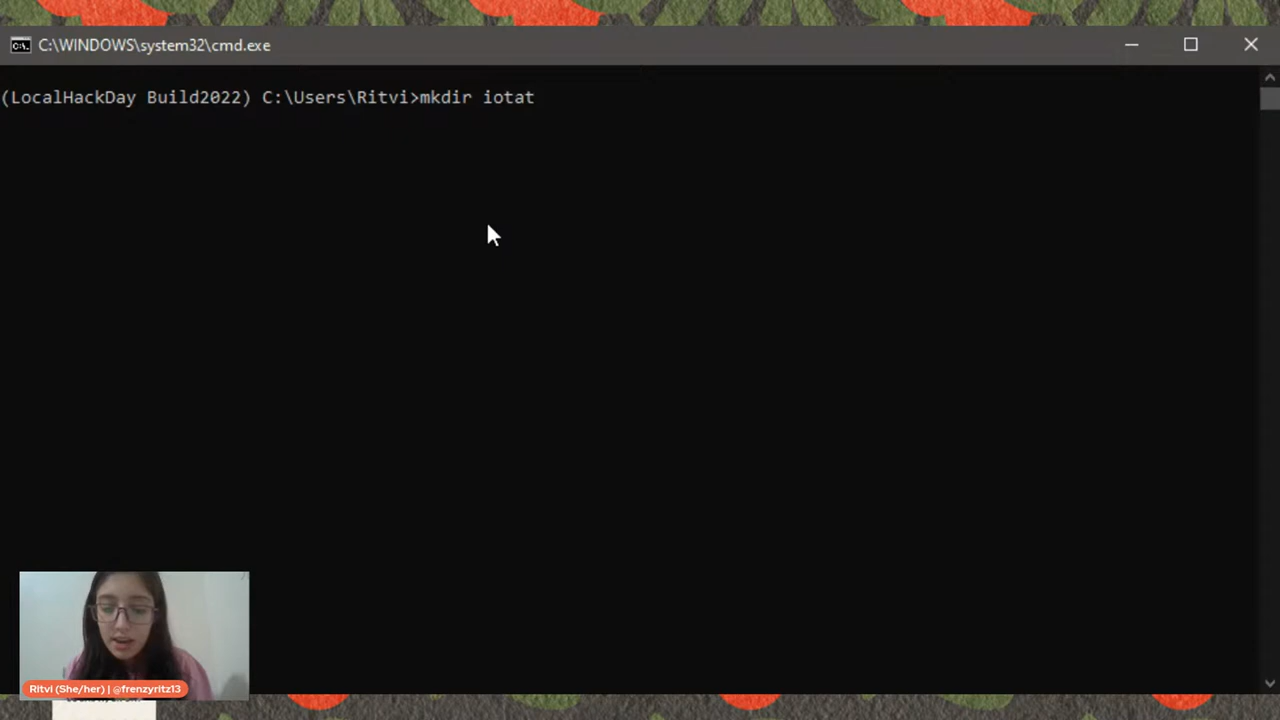 C:\WINDOWS\system32\cmd.exe
(LocalHackDay Build2022) C:\Users\Ritvi>mkdir iotat
Ritvi (She/her) | @frenzyritz13